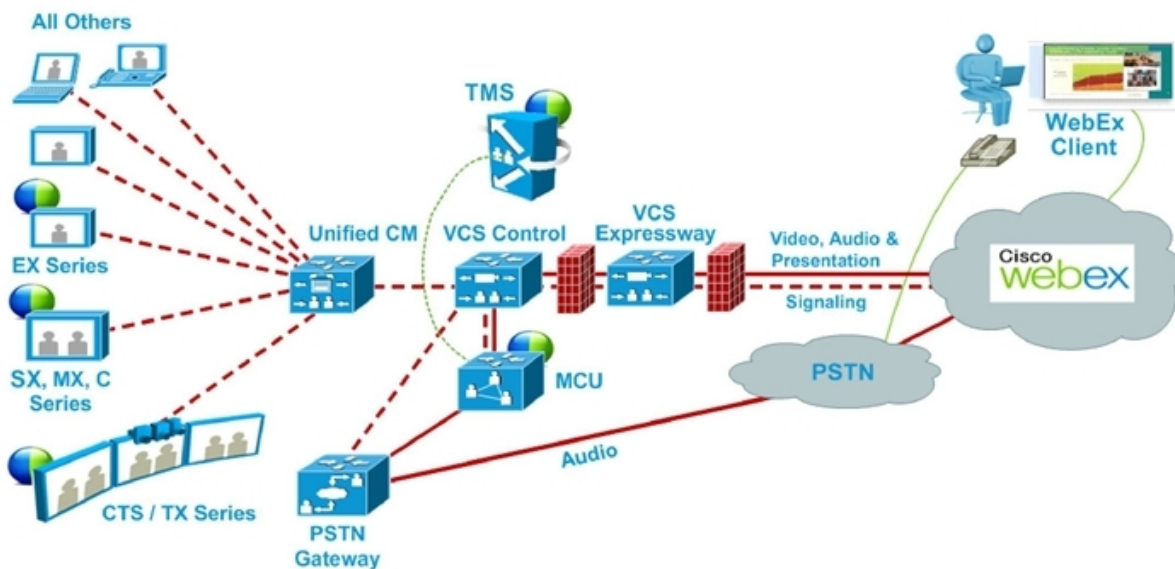 All Others
TMS
WebEx
Client
EX Series
Unified CM
VCS Control
VCS
Expressway
Video, Audio &
Presentation
Signaling
Cisco
webex
SX, MX, C
Series
MCU
PSTN
Audio
CTS / TX Series
PSTN
Gateway